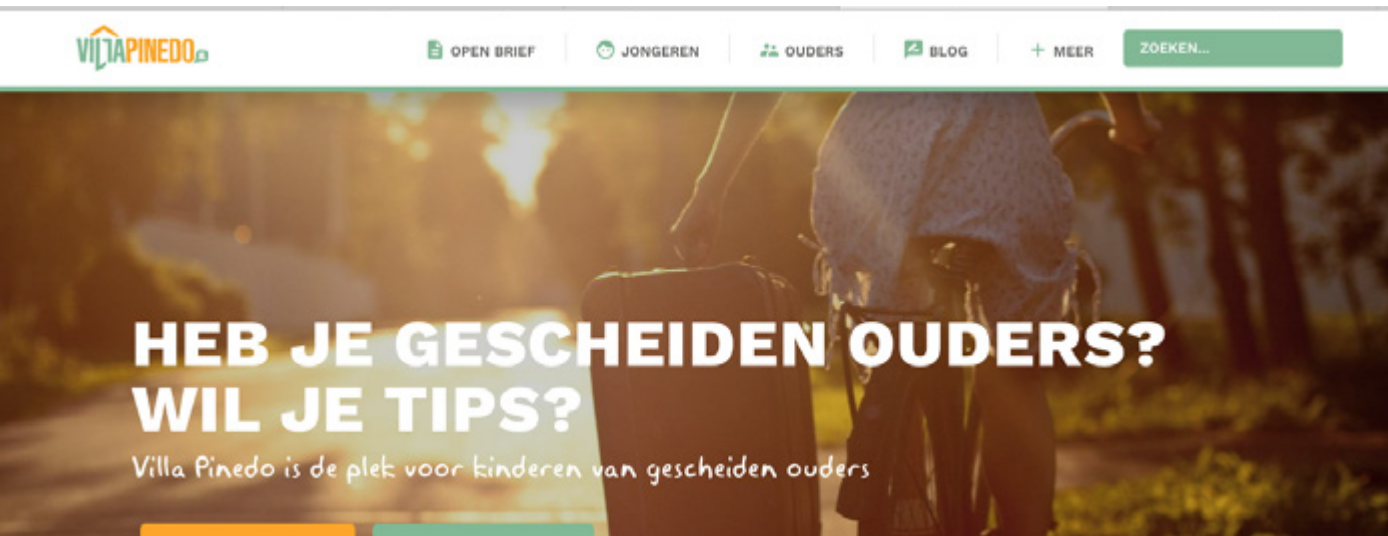 VILLAPINEDO
OPEN BRIEF
JONGEREN
OUDERS
BLOG
MEER
ZOEKEN...
HEB JE GESCHEIDEN OUDERS?
WIL JE TIPS?
Villa Pinedo is de plek voor kinderen van gescheiden ouders